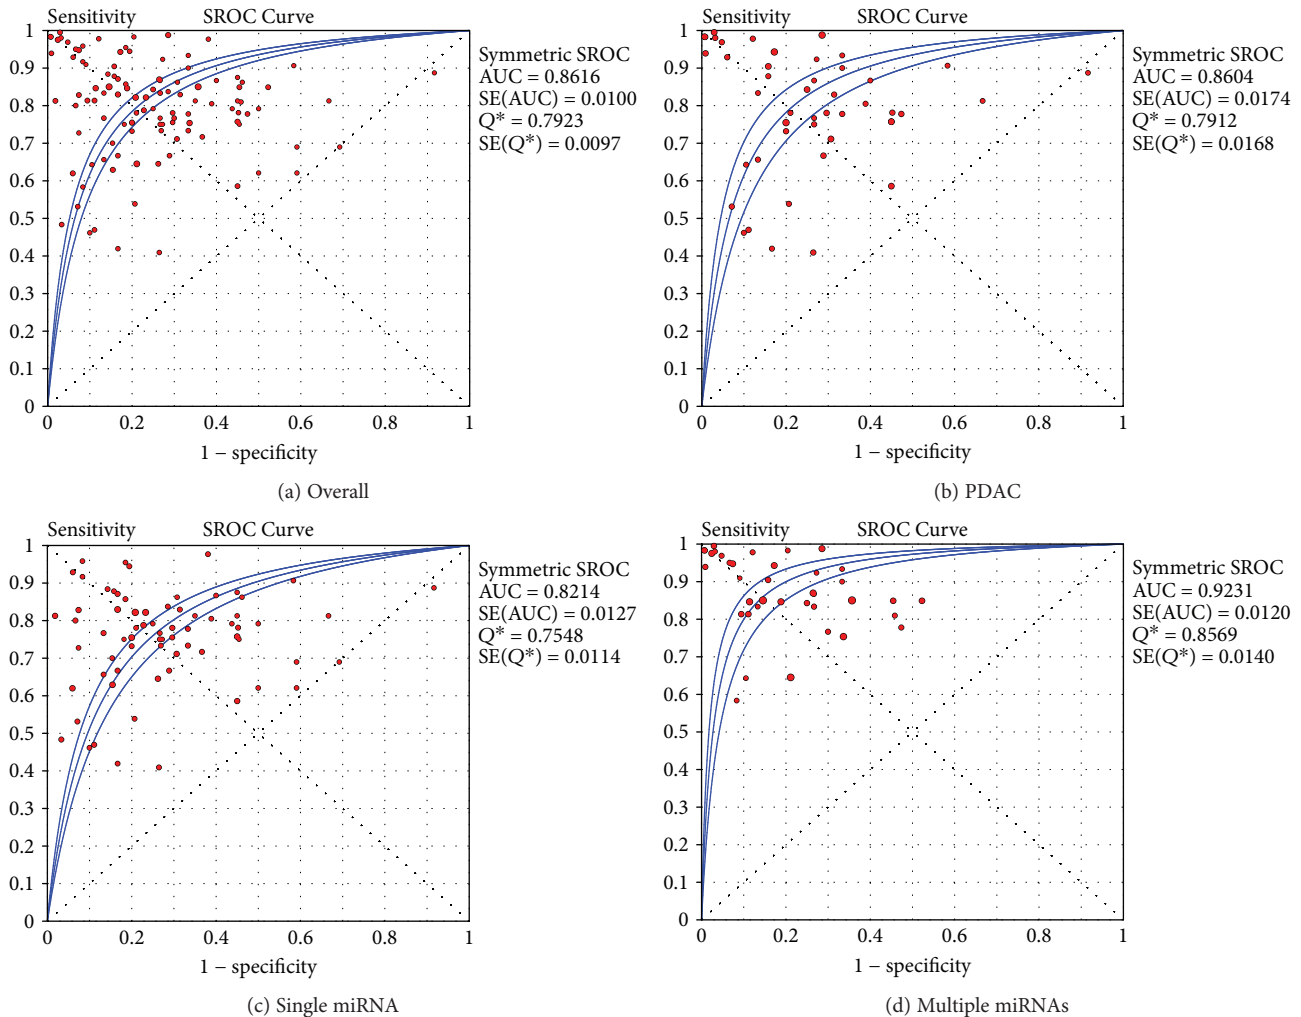 Sensitivity SROC Curve
1
0.9
0.8
0.7
0.6
0.5
0.4
0.3
0.2
0.1
0
0 0.2 0.4 0.6 0.8 1
1 − specificity
Symmetric SROC
AUC = 0.8616
SE(AUC) = 0.0100
Q* = 0.7923
SE(Q*) = 0.0097
(a) Overall
Sensitivity SROC Curve
1
0.9
0.8
0.7
0.6
0.5
0.4
0.3
0.2
0.1
0
0 0.2 0.4 0.6 0.8 1
1 − specificity
Symmetric SROC
AUC = 0.8604
SE(AUC) = 0.0174
Q* = 0.7912
SE(Q*) = 0.0168
(b) PDAC
Sensitivity SROC Curve
1
0.9
0.8
0.7
0.6
0.5
0.4
0.3
0.2
0.1
0
0 0.2 0.4 0.6 0.8 1
1 − specificity
Symmetric SROC
AUC = 0.8214
SE(AUC) = 0.0127
Q* = 0.7548
SE(Q*) = 0.0114
(c) Single miRNA
Sensitivity SROC Curve
1
0.9
0.8
0.7
0.6
0.5
0.4
0.3
0.2
0.1
0
0 0.2 0.4 0.6 0.8 1
1 − specificity
Symmetric SROC
AUC = 0.9231
SE(AUC) = 0.0120
Q* = 0.8569
SE(Q*) = 0.0140
(d) Multiple miRNAs